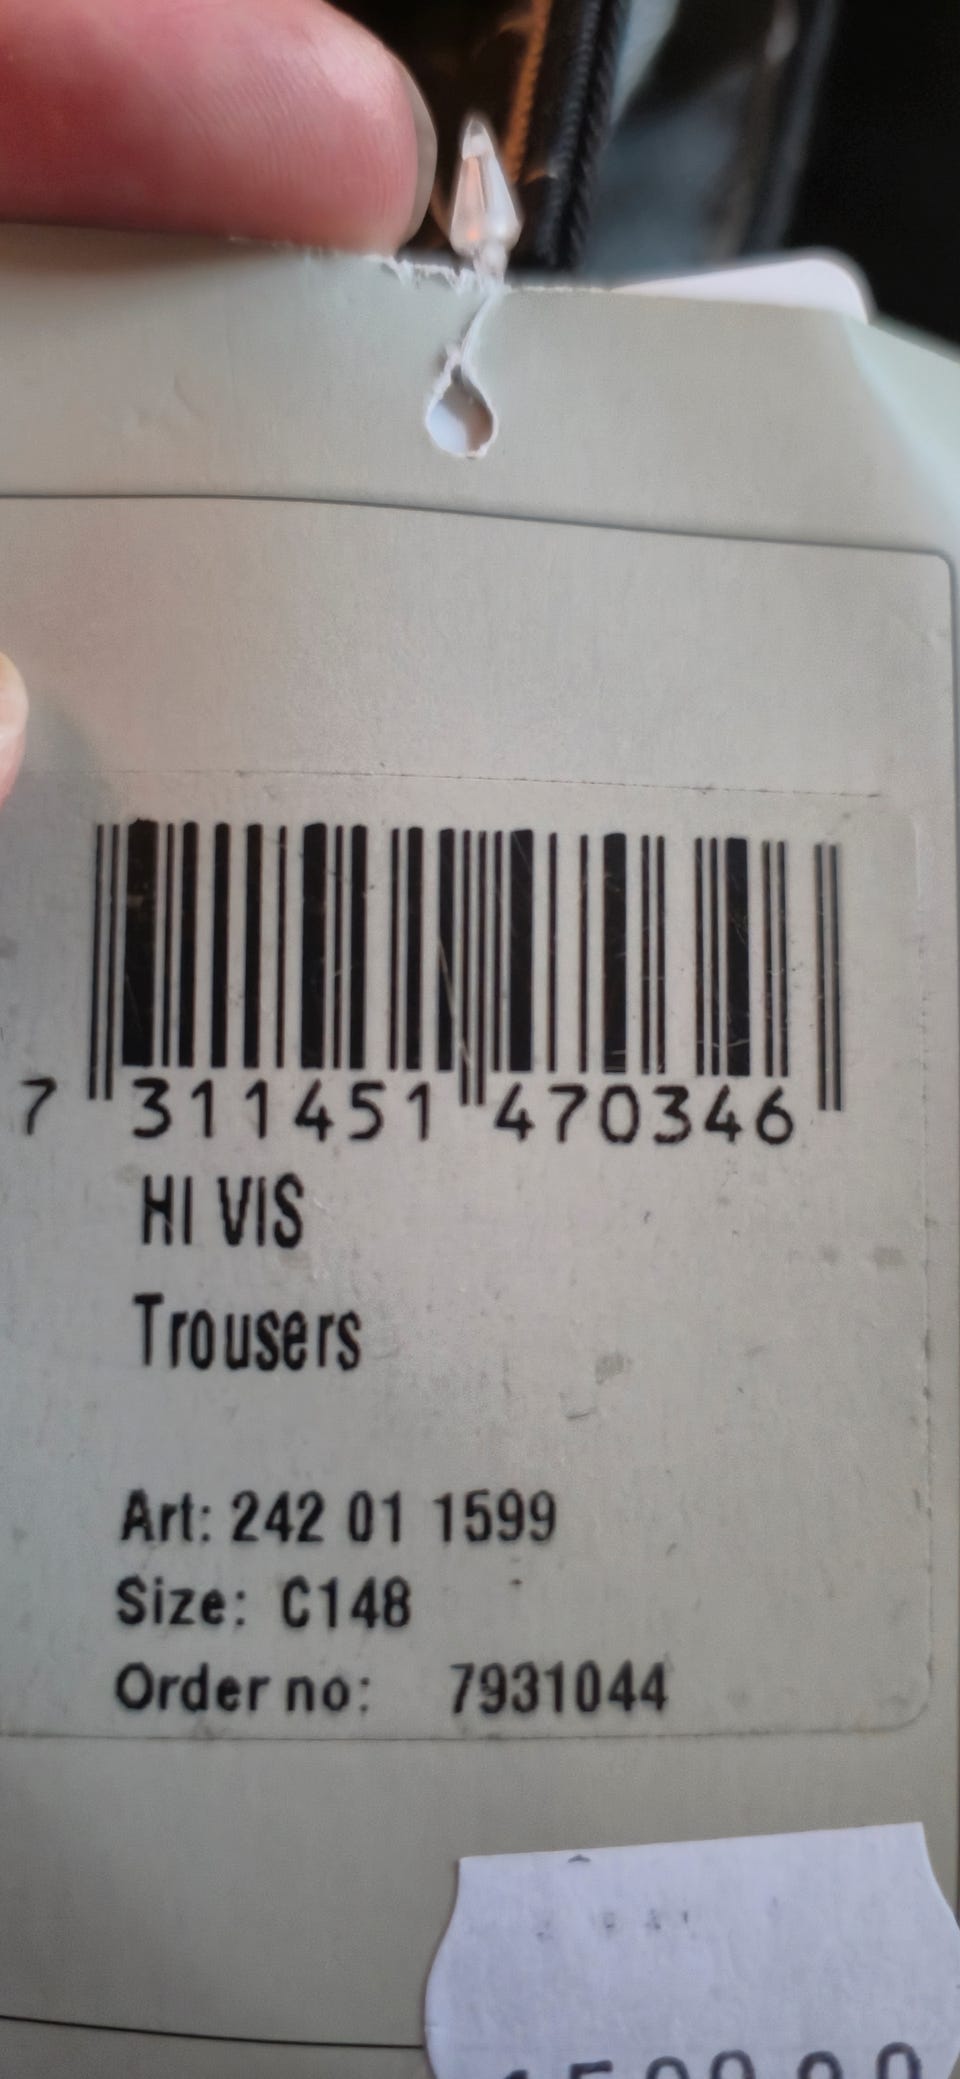 7 311451 470346
HI VIS
Trousers
Art: 242 01 1599
Size: C148
Order no: 7931044